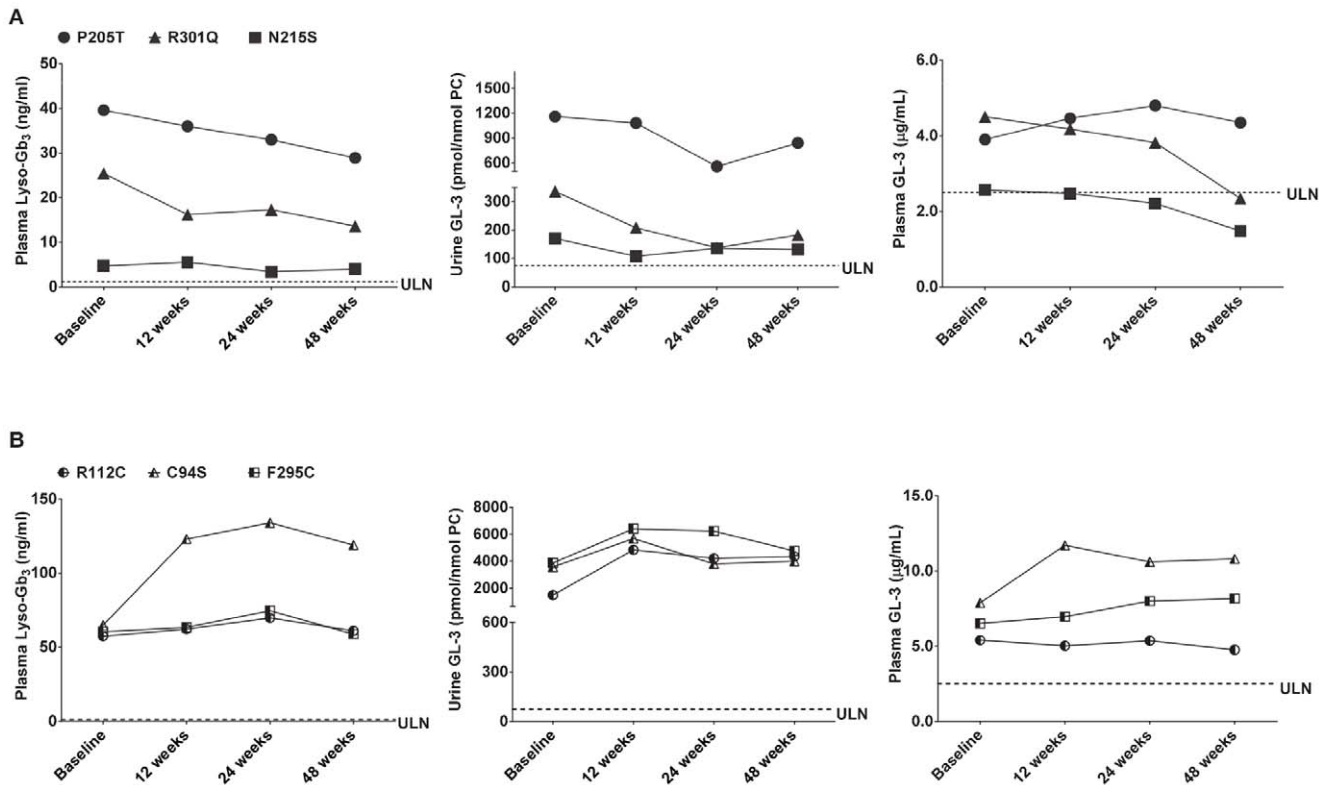 A
P205T R301Q N215S
Plasma Lyso-Gb₃ (ng/ml)
50
40
30
20
10
0
ULN
Baseline
12 weeks
24 weeks
48 weeks
Urine GL-3 (pmol/nmol PC)
1500
1200
900
600
300
200
100
0
ULN
Baseline
12 weeks
24 weeks
48 weeks
Plasma GL-3 (µg/mL)
6.0
4.0
2.0
0.0
ULN
Baseline
12 weeks
24 weeks
48 weeks
B
R112C C94S F295C
Plasma Lyso-Gb₃ (ng/ml)
150
100
50
0
ULN
Baseline
12 weeks
24 weeks
48 weeks
Urine GL-3 (pmol/nmol PC)
8000
6000
4000
2000
600
300
0
ULN
Baseline
12 weeks
24 weeks
48 weeks
Plasma GL-3 (µg/mL)
15.0
10.0
5.0
0.0
ULN
Baseline
12 weeks
24 weeks
48 weeks